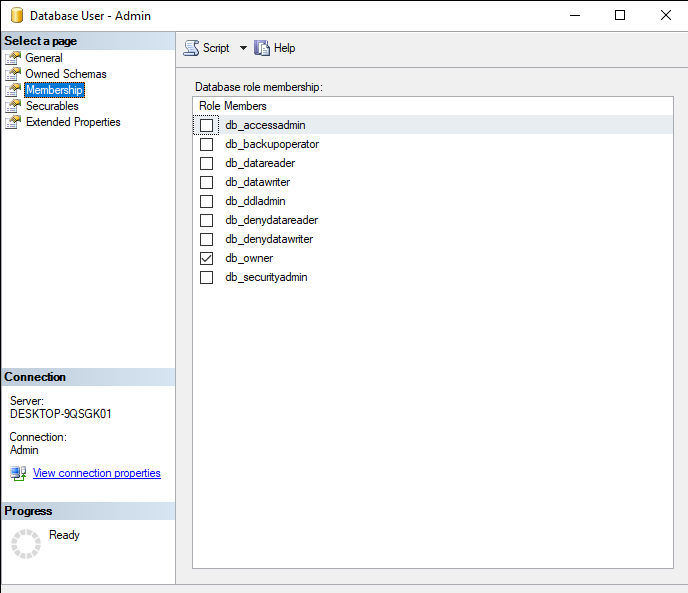 Database User - Admin
Select a page
General
Owned Schemas
Membership
Securables
Extended Properties
Script
Help
Database role membership:
Role Members
db_accessadmin
db_backupoperator
db_datareader
db_datawriter
db_ddladmin
db_denydatareader
db_denydatawriter
db_owner
db_securityadmin
Connection
Server:
DESKTOP-9QSGK01
Connection:
Admin
View connection properties
Progress
Ready